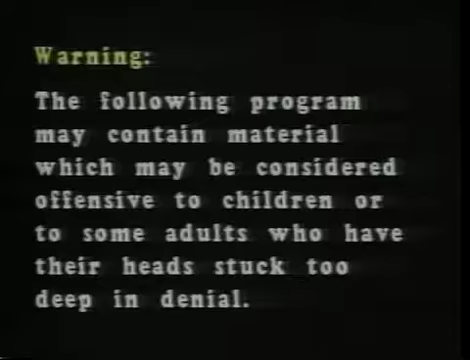 Warning:
The following program
may contain material
which may be considered
offensive to children or
to some adults who have
their heads stuck too
deep in denial.